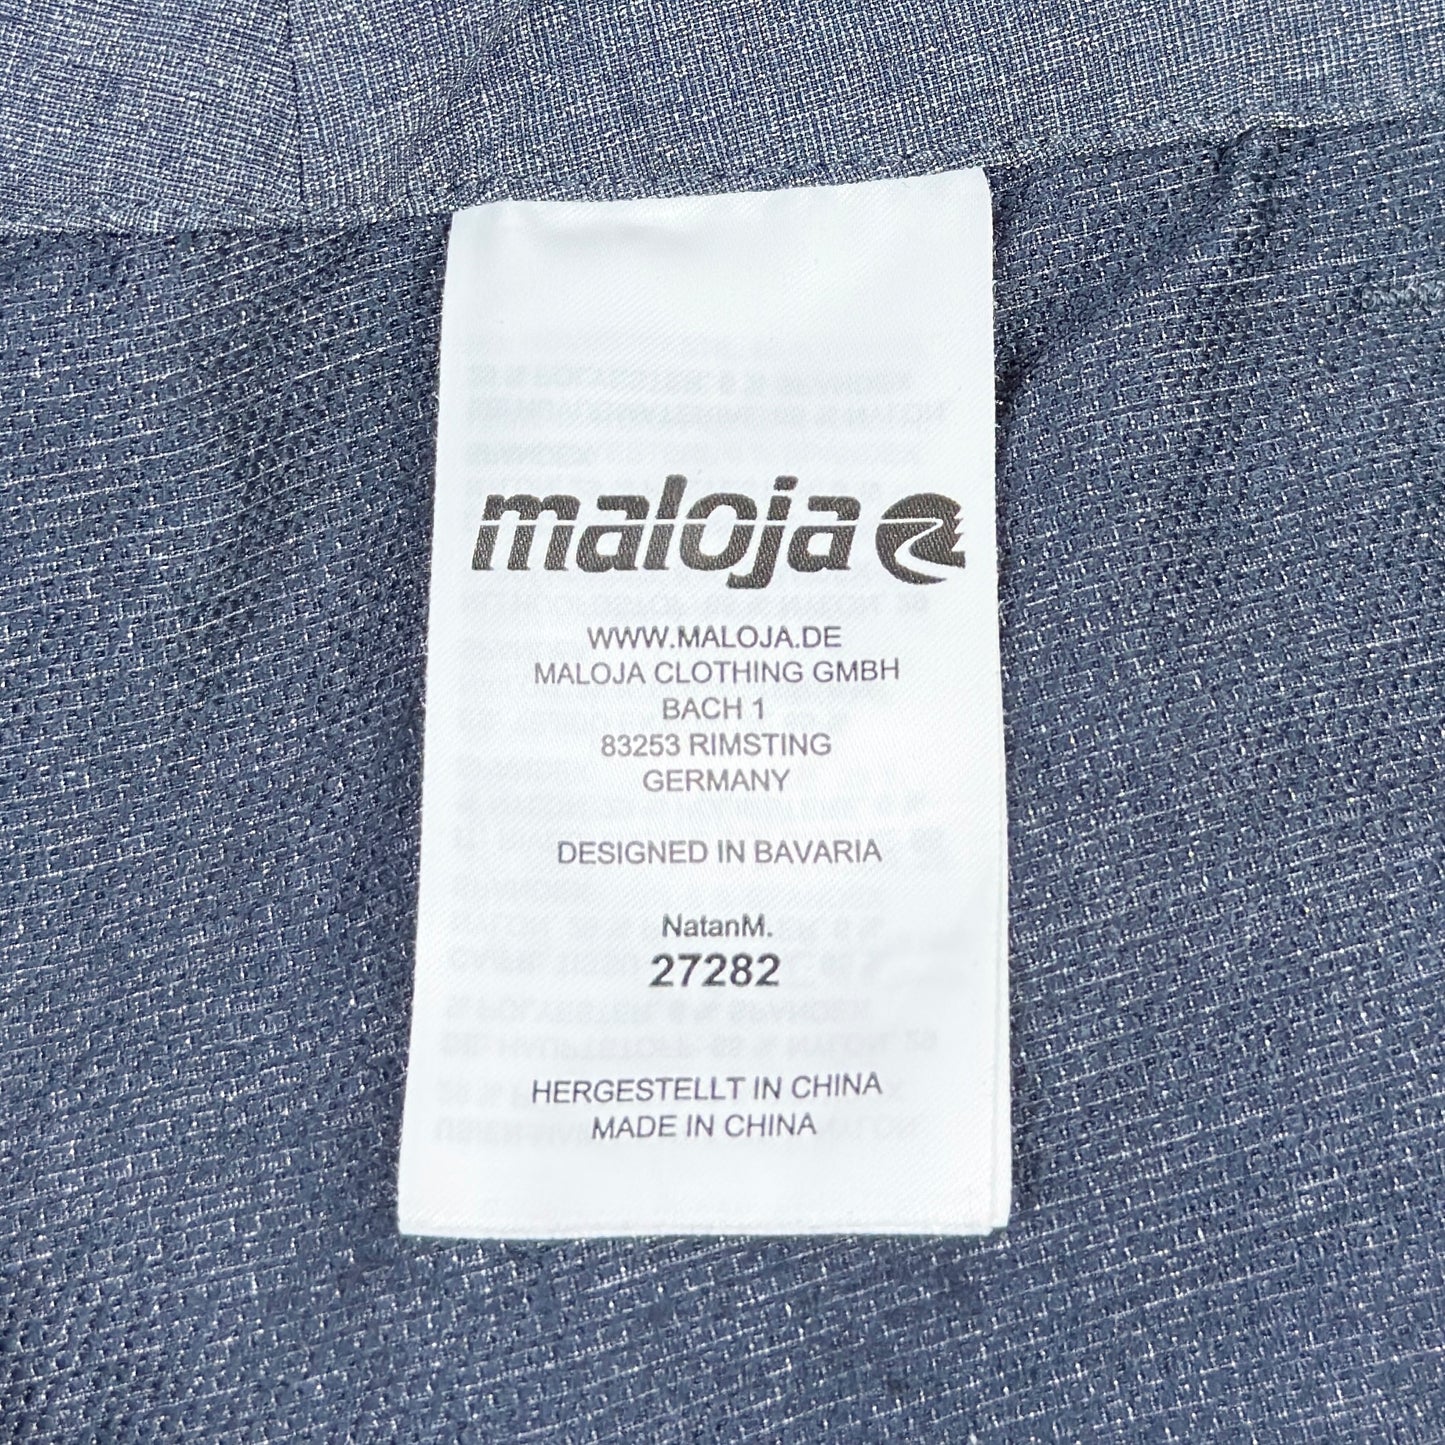 maloja
WWW.MALOJA.DE
MALOJA CLOTHING GMBH
BACH 1
83253 RIMSTING
GERMANY
DESIGNED IN BAVARIA
NatanM.
27282
HERGESTELLT IN CHINA
MADE IN CHINA